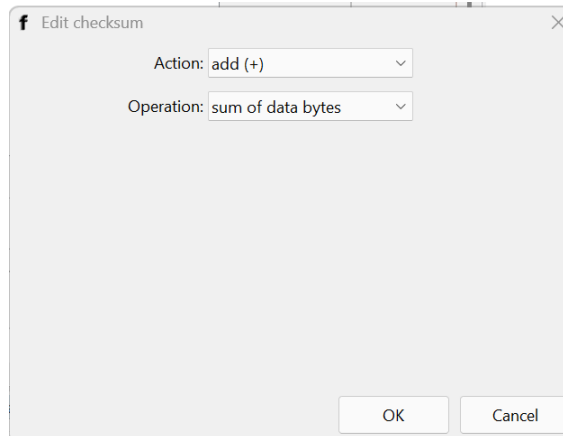 f Edit checksum
Action: add (+)
Operation: sum of data bytes
OK Cancel